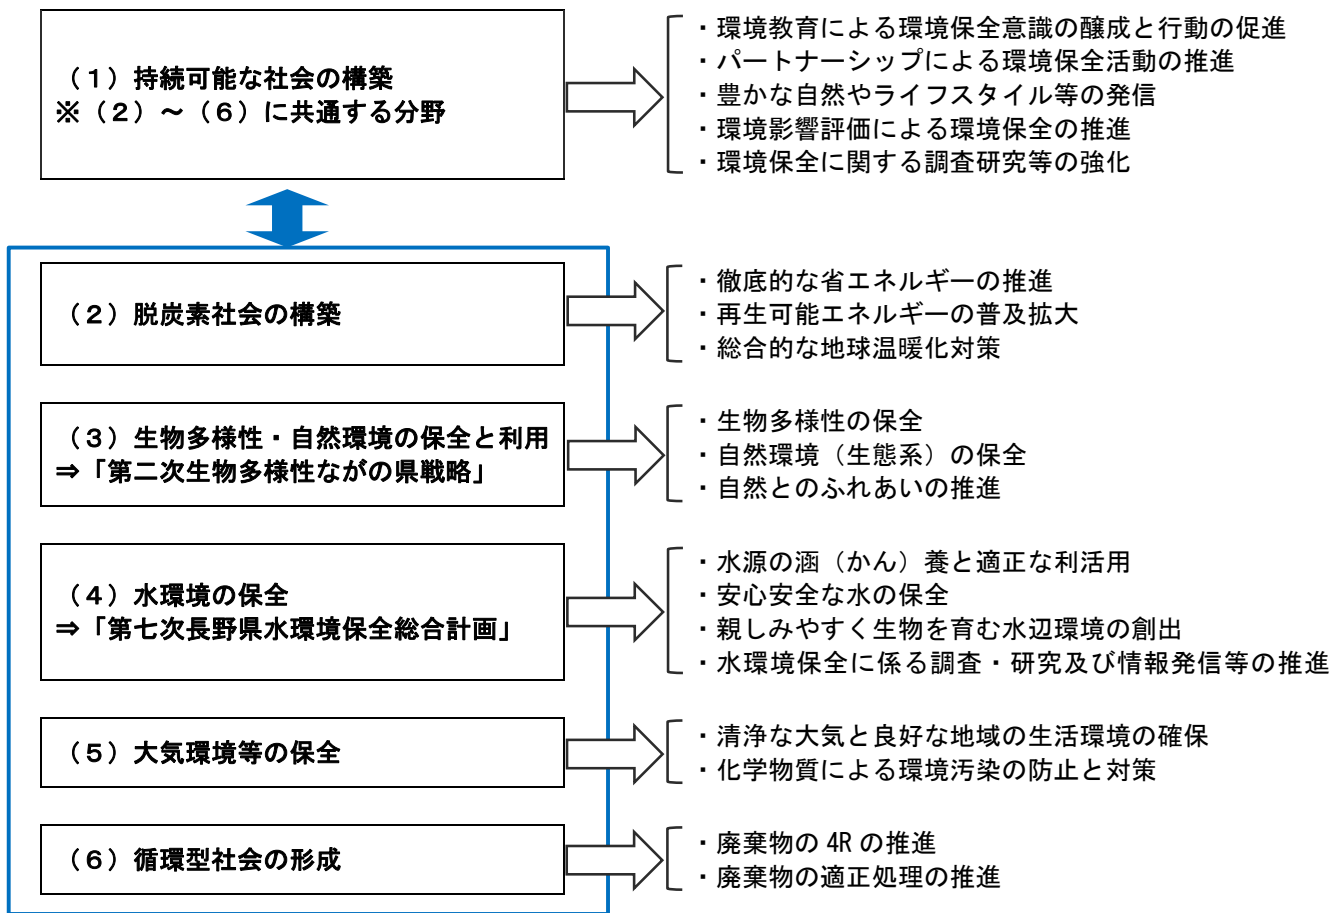 （１）持続可能な社会の構築
※（２）～（６）に共通する分野
・環境教育による環境保全意識の醸成と行動の促進
・パートナーシップによる環境保全活動の推進
・豊かな自然やライフスタイル等の発信
・環境影響評価による環境保全の推進
・環境保全に関する調査研究等の強化
（２）脱炭素社会の構築
・徹底的な省エネルギーの推進
・再生可能エネルギーの普及拡大
・総合的な地球温暖化対策
（３）生物多様性・自然環境の保全と利用
⇒「第二次生物多様性ながの県戦略」
・生物多様性の保全
・自然環境（生態系）の保全
・自然とのふれあいの推進
（４）水環境の保全
⇒「第七次長野県水環境保全総合計画」
・水源の涵（かん）養と適正な利活用
・安心安全な水の保全
・親しみやすく生物を育む水辺環境の創出
・水環境保全に係る調査・研究及び情報発信等の推進
（５）大気環境等の保全
・清浄な大気と良好な地域の生活環境の確保
・化学物質による環境汚染の防止と対策
（６）循環型社会の形成
・廃棄物の 4R の推進
・廃棄物の適正処理の推進